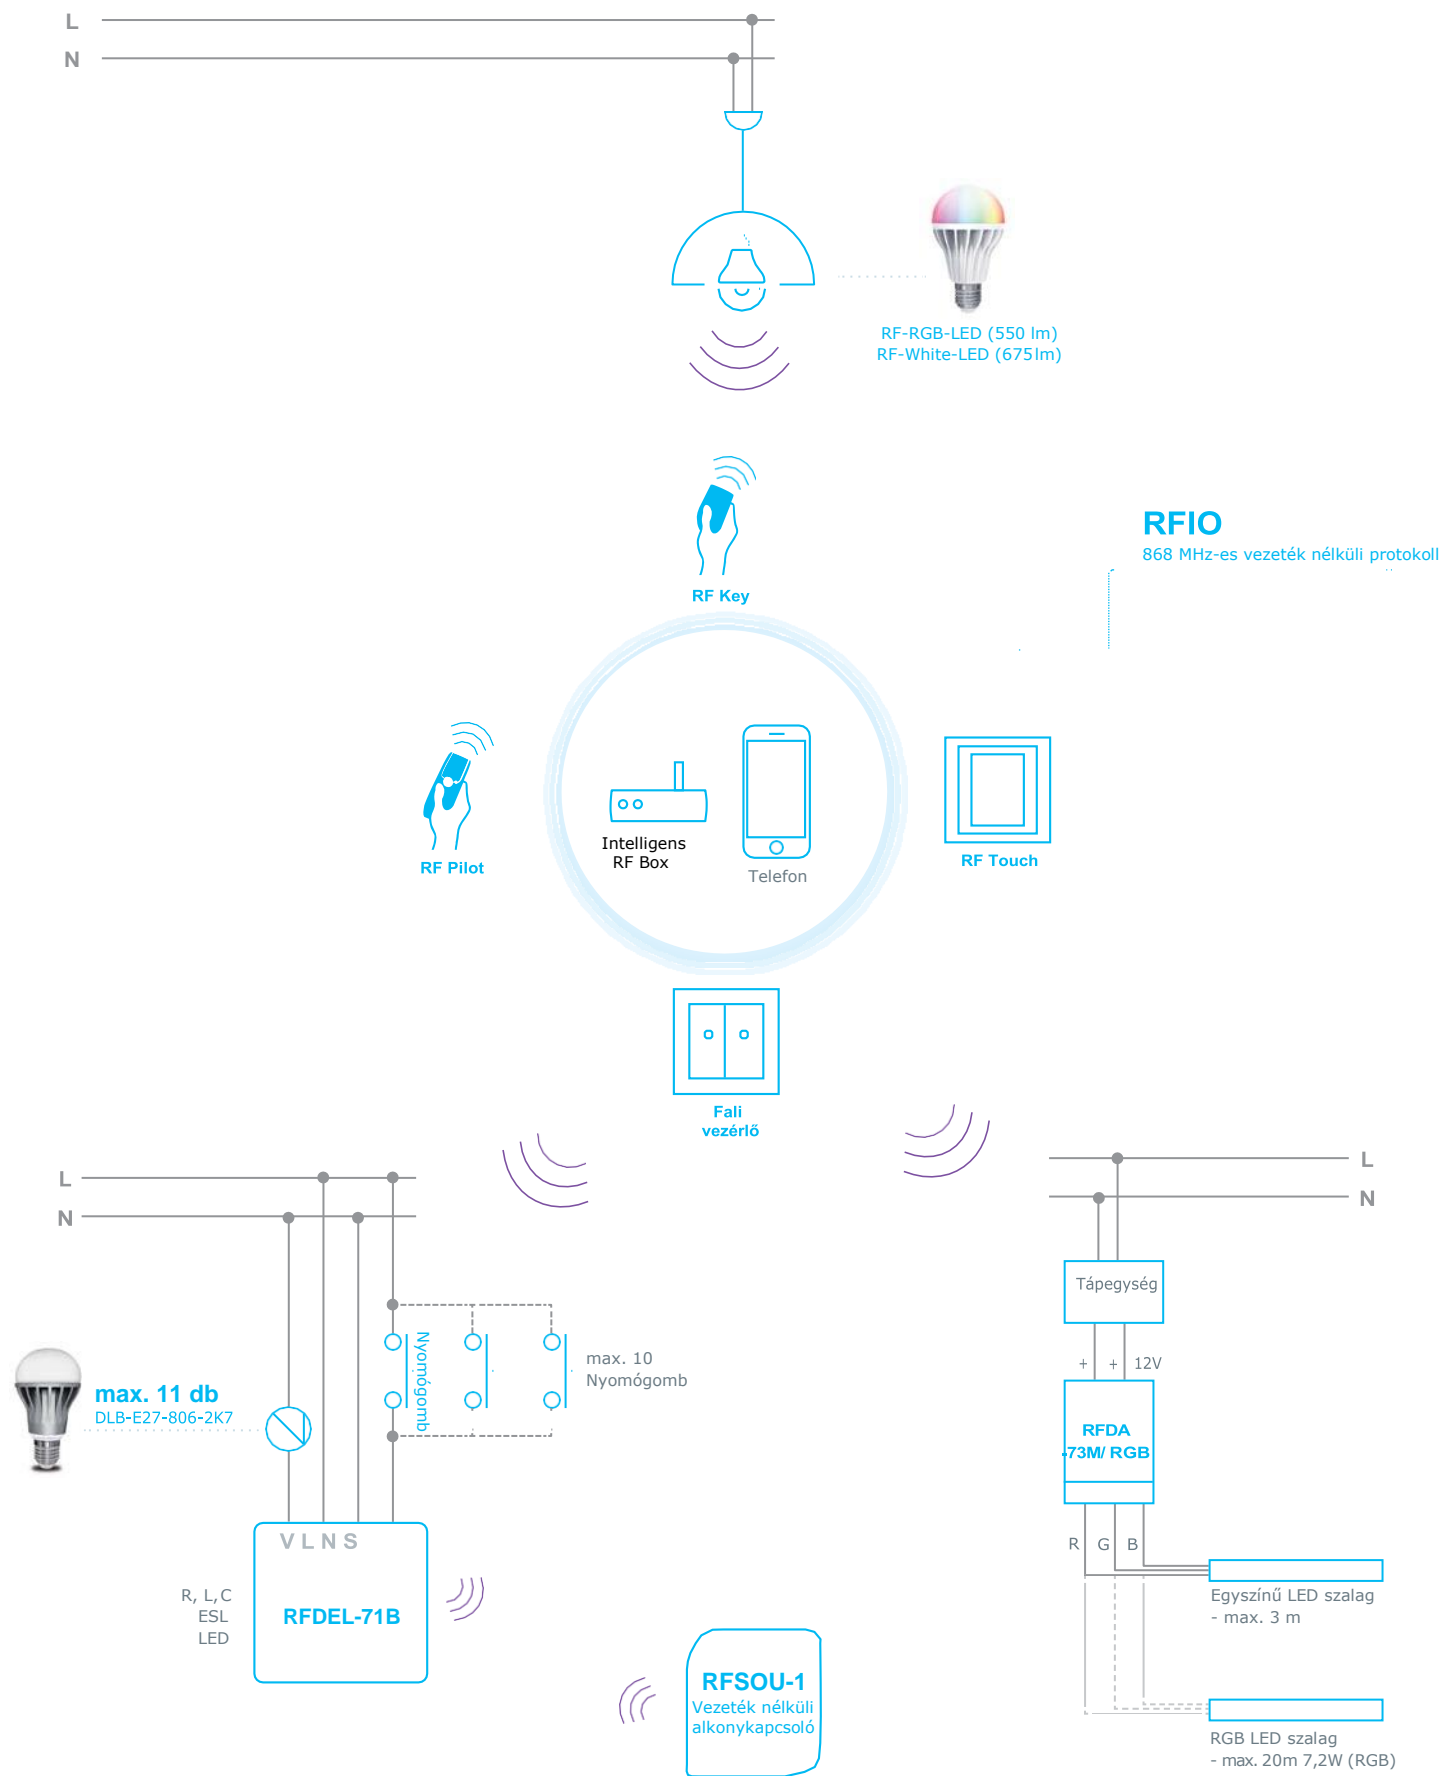 L
N
RF-RGB-LED (550 lm)
RF-White-LED (675lm)
RF Key
RFIO
868 MHz-es vezeték nélküli protokoll
RF Pilot
Intelligens
RF Box
Telefon
RF Touch
Fali
vezérlő
L
N
L
N
Tápegység
+ + 12V
Nyomógomb
max. 10
Nyomógomb
max. 11 db
DLB-E27-806-2K7
RFDA
-73M/ RGB
V L N S
R G B
R, L, C
ESL
LED
RFDEL-71B
Egyszínű LED szalag
- max. 3 m
RFSOU-1
Vezeték nélküli
alkonykapcsoló
RGB LED szalag
- max. 20m 7,2W (RGB)